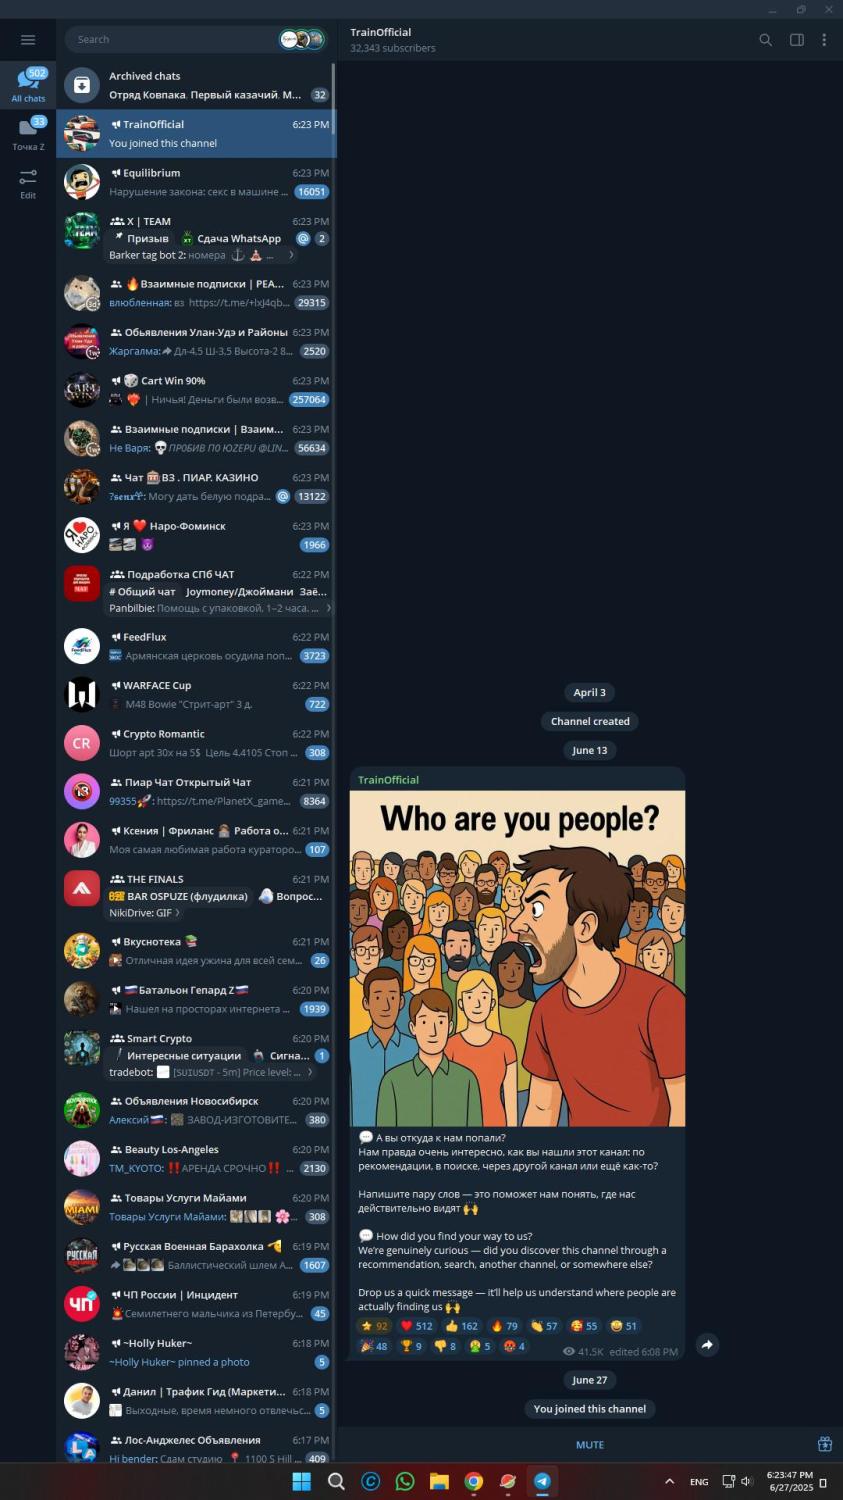 TrainOfficial
32,343 subscribers
Search
502
All chats
33
Точка Z
Edit
Archived chats
Отряд Ковпака. Первый казачий. М... 32
TrainOfficial 6:23 PM
You joined this channel
Equilibrium 6:23 PM
Нарушение закона: секс в машине ... 16051
X | TEAM 6:23 PM
Призыв Сдача WhatsApp @ 2
Barker tag bot 2: номера ⚓ ...
🔥Взаимные подписки | РЕА... 6:23 PM
влюбленная: вз https://t.me/+lxJ4qb... 29315
Обьявления Улан-Удэ и Районы 6:23 PM
Жаргалма: Дл-4,5 Ш-3,5 Высота-2 8... 2520
🎲 Cart Win 90% 6:23 PM
❤️‍🔥 | Ничья! Деньги были возв... 257064
Взаимные подписки | Взаим... 6:23 PM
Не Варя: 💀 ПР0БИВ П0 ЮZЕРU @LIN... 56634
Чат 🎰ВЗ . ПИАР. КАЗИНО 6:23 PM
?senx: Могу дать белую подра... @ 13122
Я ❤️ Наро-Фоминск 6:23 PM
😈 1966
Подработка СПб ЧАТ 6:22 PM
# Общий чат Joymoney/Джоймани Заё...
Panbilbie: Помощь с упаковкой. 1–2 часа. ...
FeedFlux 6:22 PM
Армянская церковь осудила поп... 3723
WARFACE Cup 6:22 PM
M48 Bowie "Стрит-арт" 3 д. 722
CR
Crypto Romantic 6:22 PM
Шорт apt 30x на 5$ Цель 4.4105 Стоп ... 308
Пиар Чат Открытый Чат 6:21 PM
99355🚀: https://t.me/PlanetX_game... 8364
Ксения | Фриланс Работа о... 6:21 PM
Моя самая любимая работа кураторо... 107
THE FINALS 6:21 PM
BAR OSPUZE (флудилка) Вопрос...
NikiDrive: GIF
Вкуснотека 📚 6:21 PM
Отличная идея ужина для всей сем... 26
🇷🇺Батальон Гепард Z🇷🇺 6:20 PM
Нашел на просторах интернета ... 1939
Smart Crypto 6:20 PM
Интересные ситуации Сигна... 1
tradebot: [SUIUSDT - 5m] Price level: ...
Объявления Новосибирск 6:20 PM
Алексий🇷🇺: ЗАВОД-ИЗГОТОВИТЕ... 380
Beauty Los-Angeles 6:20 PM
TM_KYOTO: ‼️АРЕНДА СРОЧНО‼️ ... 2130
Товары Услуги Майами 6:20 PM
Товары Услуги Майами: 🌸... 308
Русская Военная Барахолка 6:19 PM
Баллистический шлем А... 1607
ЧП
ЧП России | Инцидент 6:19 PM
🚨Семилетнего мальчика из Петербу... 45
~Holly Huker~ 6:18 PM
~Holly Huker~ pinned a photo 5
Данил | Трафик Гид (Маркети... 6:18 PM
Выходные, время немного отвлечьс... 5
Лос-Анджелес Объявления 6:17 PM
Hi bender: Сдам студию 📍 1100 S Hill ... 409
April 3
Channel created
June 13
TrainOfficial
Who are you people?
💬 А вы откуда к нам попали?
Нам правда очень интересно, как вы нашли этот канал: по
рекомендации, в поиске, через другой канал или ещё как-то?
Напишите пару слов — это поможет нам понять, где нас
действительно видят 🙌
💬 How did you find your way to us?
We're genuinely curious — did you discover this channel through a
recommendation, search, another channel, or somewhere else?
Drop us a quick message — it'll help us understand where people are
actually finding us 🙌
⭐ 92 ❤️ 512 👍 162 🔥 79 👏 57 🥰 55 🤩 51
🎉 48 🏆 9 👎 8 🤮 5 🤬 4 41.5K edited 6:08 PM
June 27
You joined this channel
MUTE
ENG 6:23:47 PM
6/27/2025